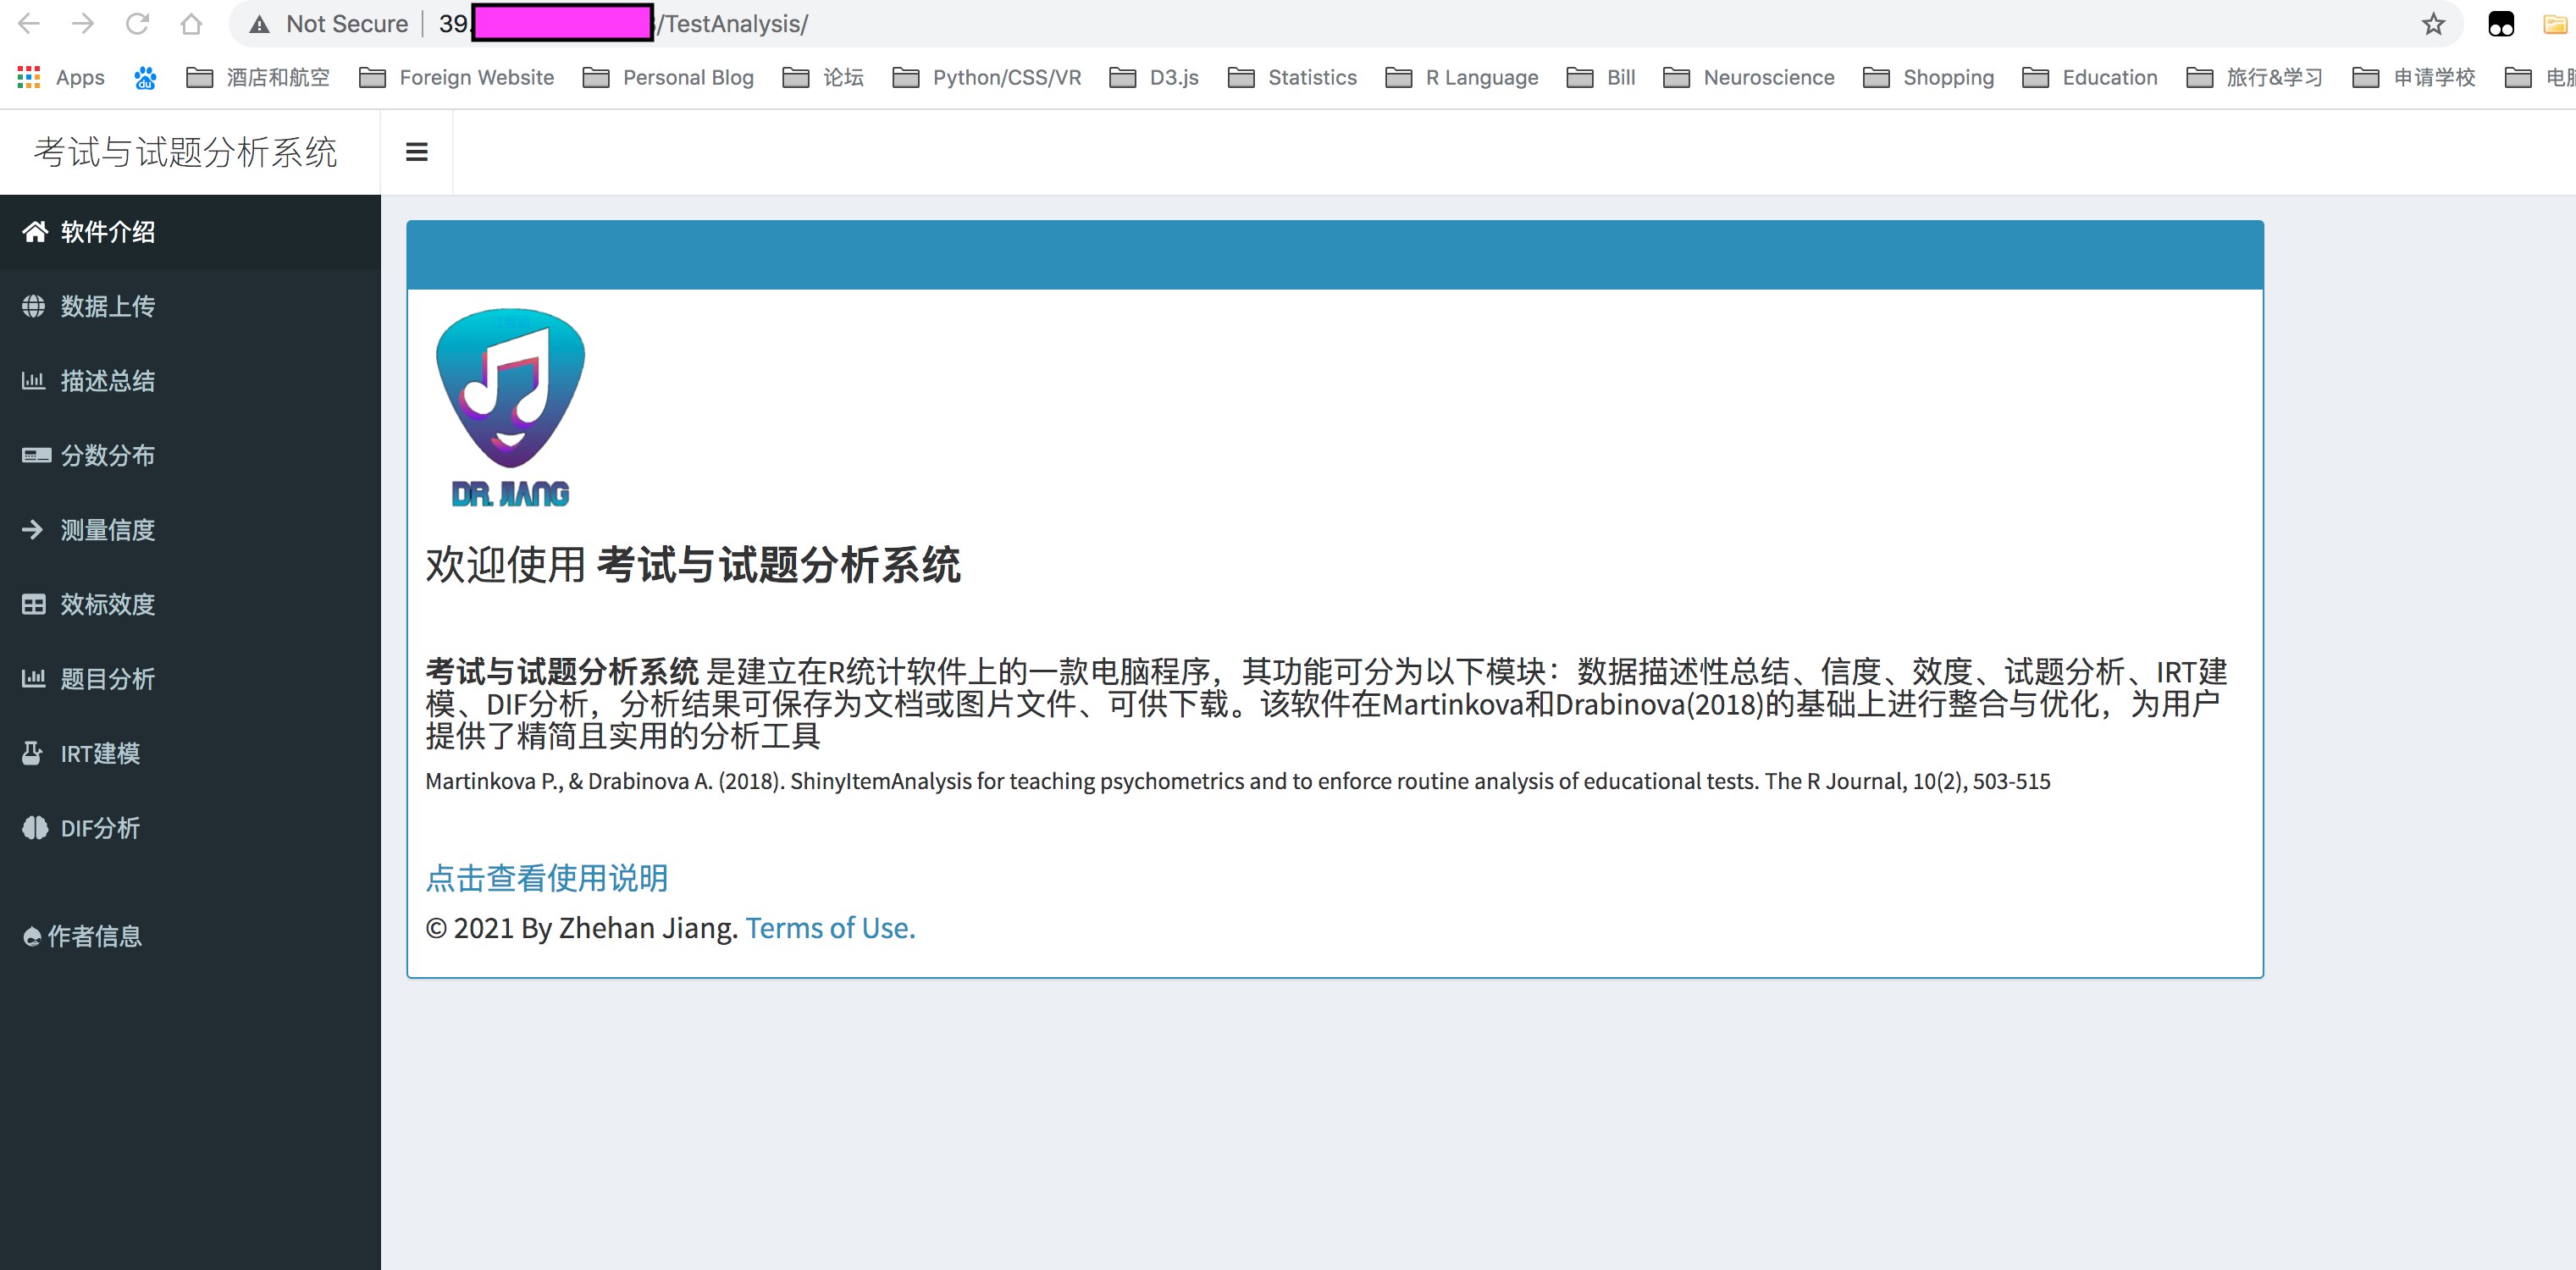 Not Secure | 39. /TestAnalysis/
Apps 酒店和航空 Foreign Website Personal Blog 论坛 Python/CSS/VR D3.js Statistics R Language Bill Neuroscience Shopping Education 旅行&学习 申请学校
考试与试题分析系统
软件介绍
数据上传
描述总结
分数分布
测量信度
效标效度
题目分析
IRT建模
DIF分析
作者信息
DR. JIANG
欢迎使用 考试与试题分析系统
考试与试题分析系统 是建立在R统计软件上的一款电脑程序，其功能可分为以下模块：数据描述性总结、信度、效度、试题分析、IRT建
模、DIF分析，分析结果可保存为文档或图片文件、可供下载。该软件在Martinkova和Drabinova(2018)的基础上进行整合与优化，为用户
提供了精简且实用的分析工具
Martinkova P., & Drabinova A. (2018). ShinyItemAnalysis for teaching psychometrics and to enforce routine analysis of educational tests. The R Journal, 10(2), 503-515
点击查看使用说明
© 2021 By Zhehan Jiang. Terms of Use.